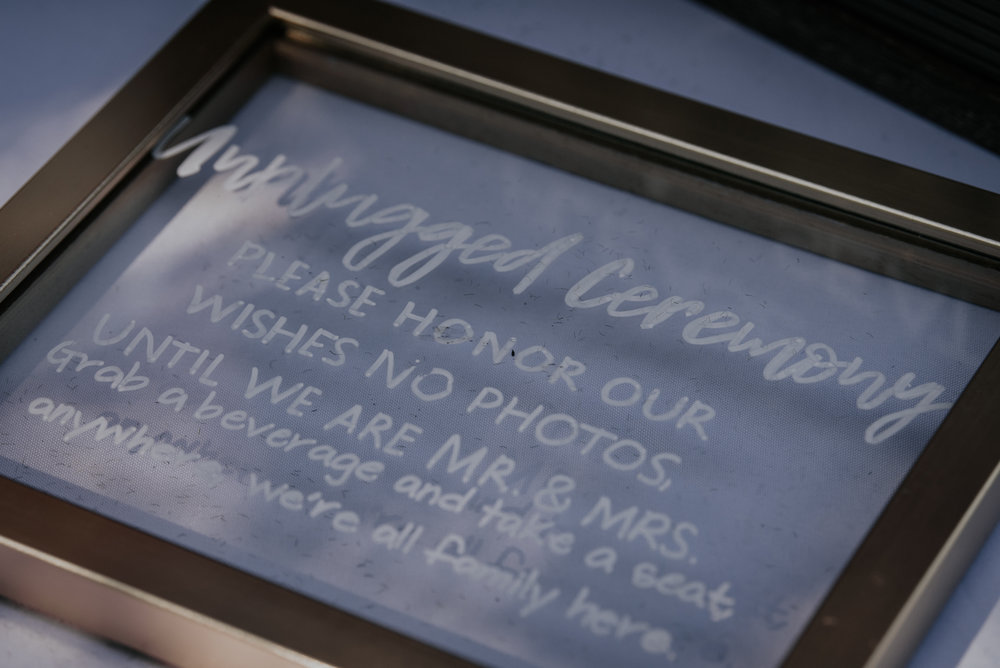 Unplugged Ceremony
PLEASE HONOR OUR
WISHES NO PHOTOS,
UNTIL WE ARE MR. & MRS.
Grab a beverage and take a seat,
anywhere, we're all family here.